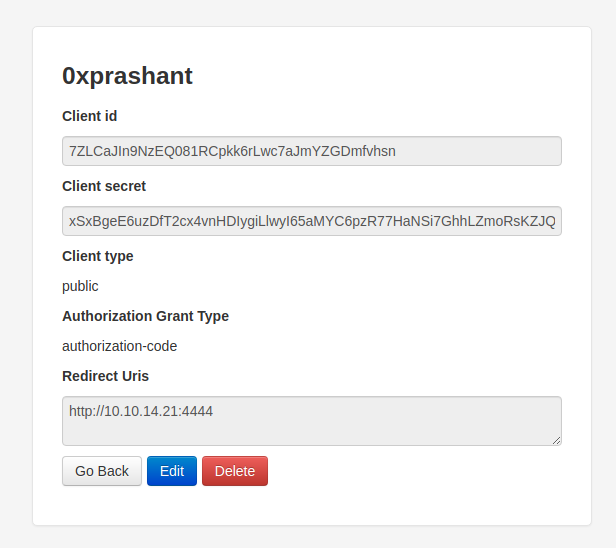 0xprashant
Client id
7ZLCaJIn9NzEQ081RCpkk6rLwc7aJmYZGDmfvhsn
Client secret
xSxBgeE6uzDfT2cx4vnHDIygiLlwyI65aMYC6pzR77HaNSi7GhhLZmoRsKZJQ
Client type
public
Authorization Grant Type
authorization-code
Redirect Uris
http://10.10.14.21:4444
Go Back Edit Delete